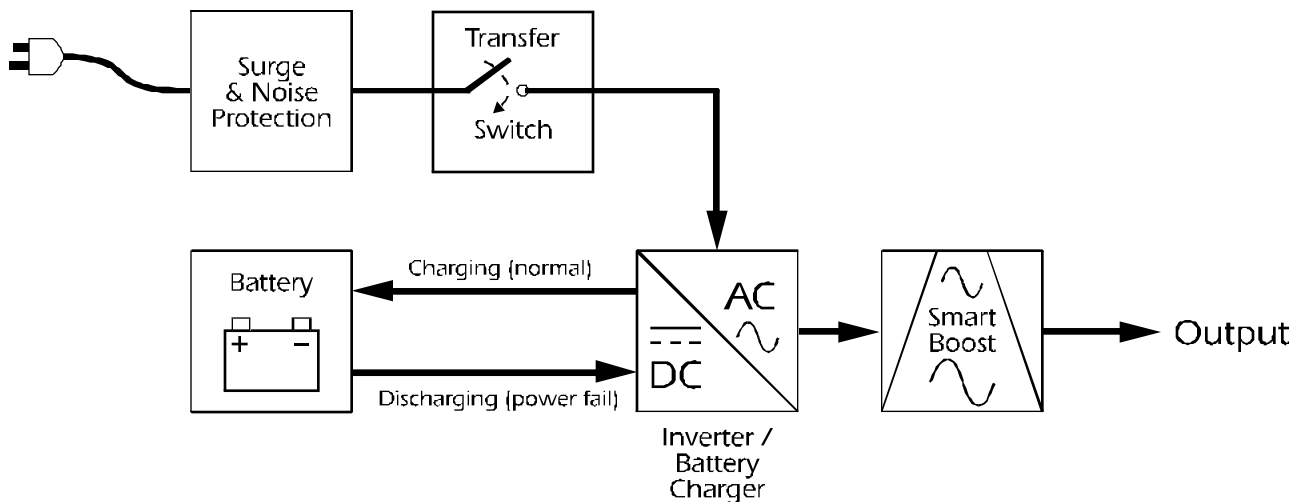 Surge
& Noise
Protection
Transfer
Switch
Battery
+ −
Charging (normal)
Discharging (power fail)
AC
DC
Inverter /
Battery
Charger
Smart
Boost
Output